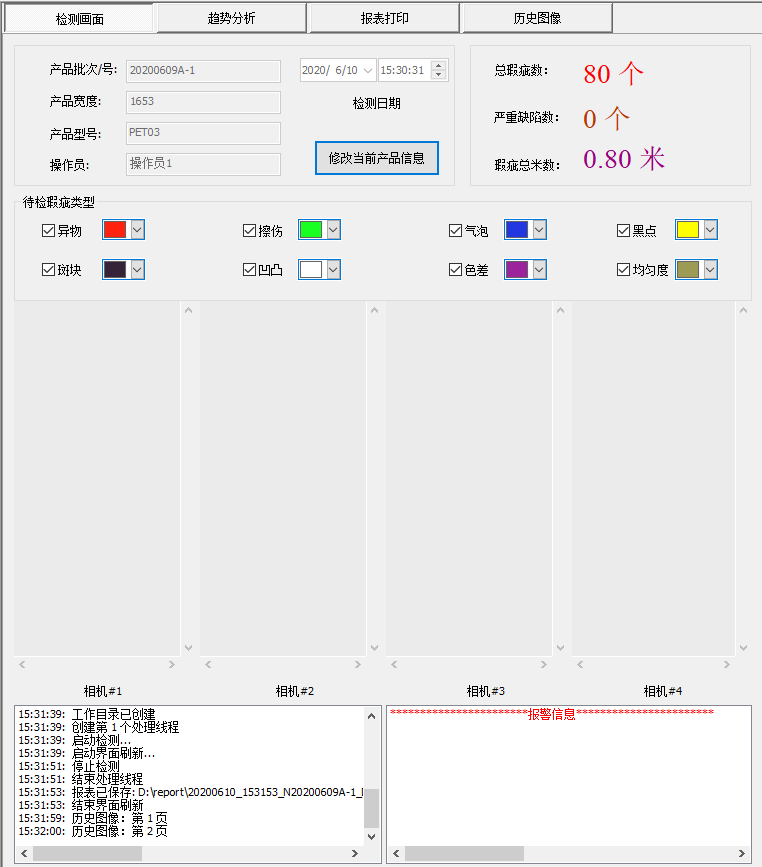 检测画面 趋势分析 报表打印 历史图像
产品批次/号: 20200609A-1 2020/ 6/10 15:30:31
产品宽度: 1653 检测日期
产品型号: PET03
操作员: 操作员1 修改当前产品信息
总瑕疵数: 80 个
严重缺陷数: 0 个
瑕疵总米数: 0.80 米
待检瑕疵类型
异物 擦伤 气泡 黑点
斑块 凹凸 色差 均匀度
相机#1 相机#2 相机#3 相机#4
15:31:39: 工作目录已创建
15:31:39: 创建第 1 个处理线程
15:31:39: 启动检测...
15:31:39: 启动界面刷新...
15:31:51: 停止检测
15:31:51: 结束处理线程
15:31:53: 报表已保存: D:\report\20200610_153153_N20200609A-1_
15:31:53: 结束界面刷新
15:31:59: 历史图像: 第 1 页
15:32:00: 历史图像: 第 2 页
***********************报警信息***********************